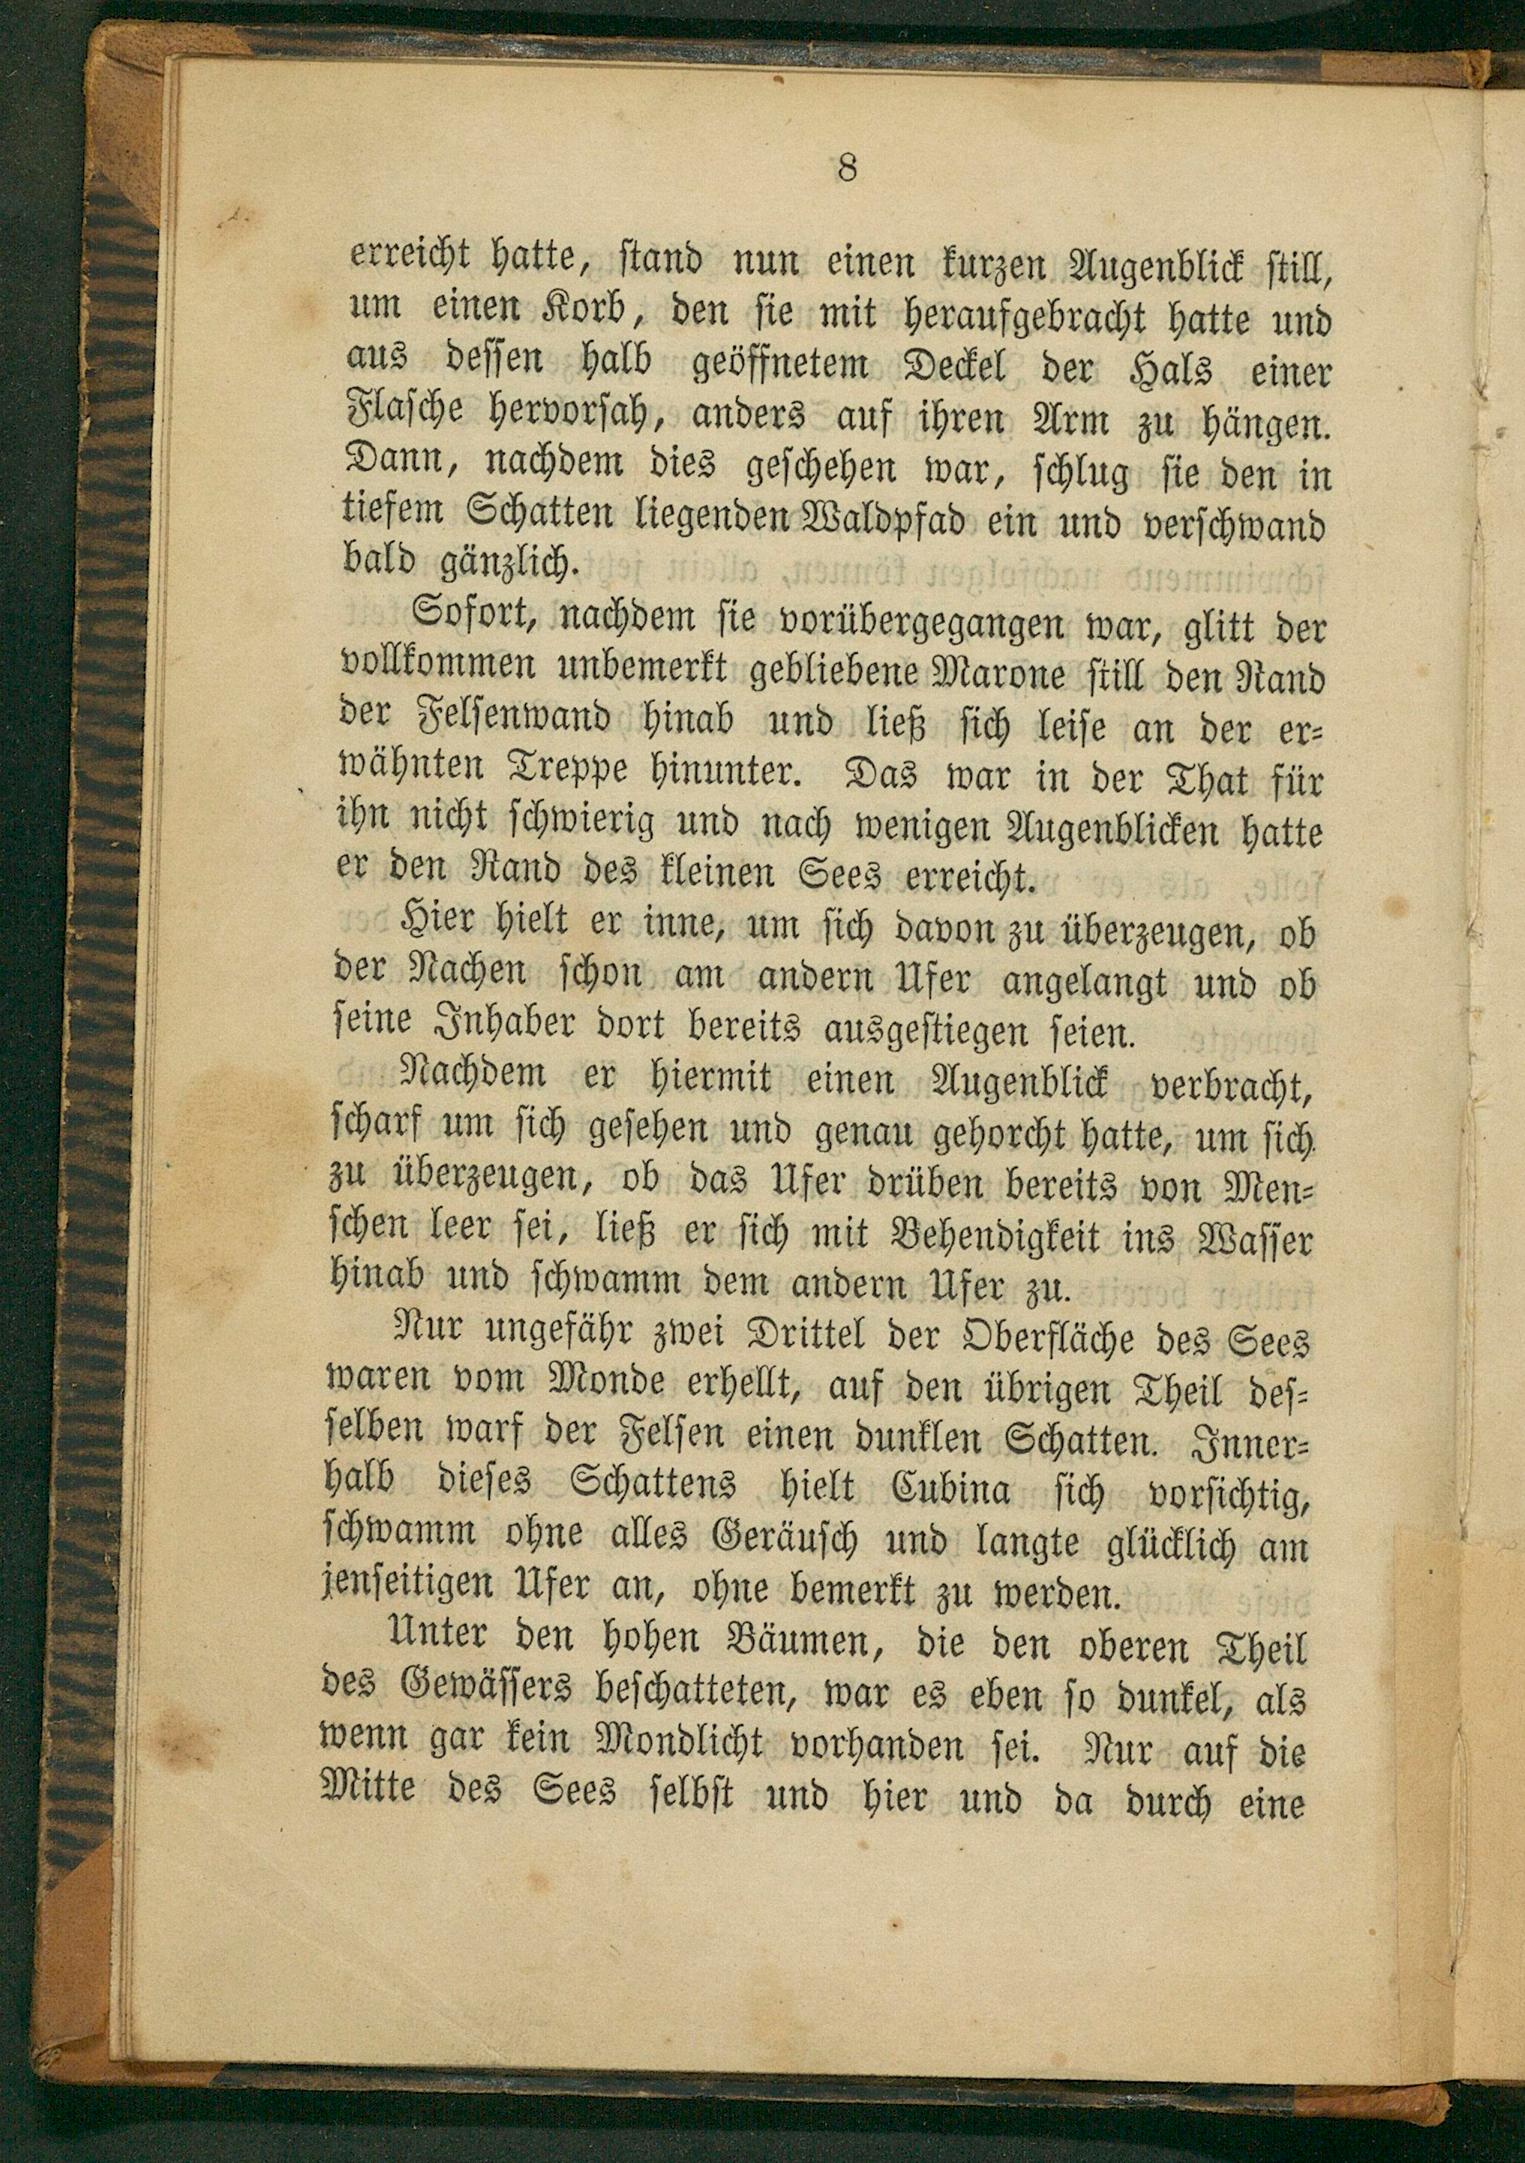 8
erreicht hatte, stand nun einen kurzen Augenblick still,
um einen Korb, den sie mit heraufgebracht hatte und
aus dessen halb geöffnetem Deckel der Hals einer
Flasche hervorsah, anders auf ihren Arm zu hängen.
Dann, nachdem dies geschehen war, schlug sie den in
tiefem Schatten liegenden Waldpfad ein und verschwand
bald gänzlich.
Sofort, nachdem sie vorübergegangen war, glitt der
vollkommen unbemerkt gebliebene Marone still den Rand
der Felsenwand hinab und ließ sich leise an der er-
wähnten Treppe hinunter. Das war in der That für
ihn nicht schwierig und nach wenigen Augenblicken hatte
er den Rand des kleinen Sees erreicht.
Hier hielt er inne, um sich davon zu überzeugen, ob
der Nachen schon am andern Ufer angelangt und ob
seine Inhaber dort bereits ausgestiegen seien.
Nachdem er hiermit einen Augenblick verbracht,
scharf um sich gesehen und genau gehorcht hatte, um sich
zu überzeugen, ob das Ufer drüben bereits von Men-
schen leer sei, ließ er sich mit Behendigkeit ins Wasser
hinab und schwamm dem andern Ufer zu.
Nur ungefähr zwei Drittel der Oberfläche des Sees
waren vom Monde erhellt, auf den übrigen Theil des-
selben warf der Felsen einen dunklen Schatten. Inner-
halb dieses Schattens hielt Cubina sich vorsichtig,
schwamm ohne alles Geräusch und langte glücklich am
jenseitigen Ufer an, ohne bemerkt zu werden.
Unter den hohen Bäumen, die den oberen Theil
des Gewässers beschatteten, war es eben so dunkel, als
wenn gar kein Mondlicht vorhanden sei. Nur auf die
Mitte des Sees selbst und hier und da durch eine